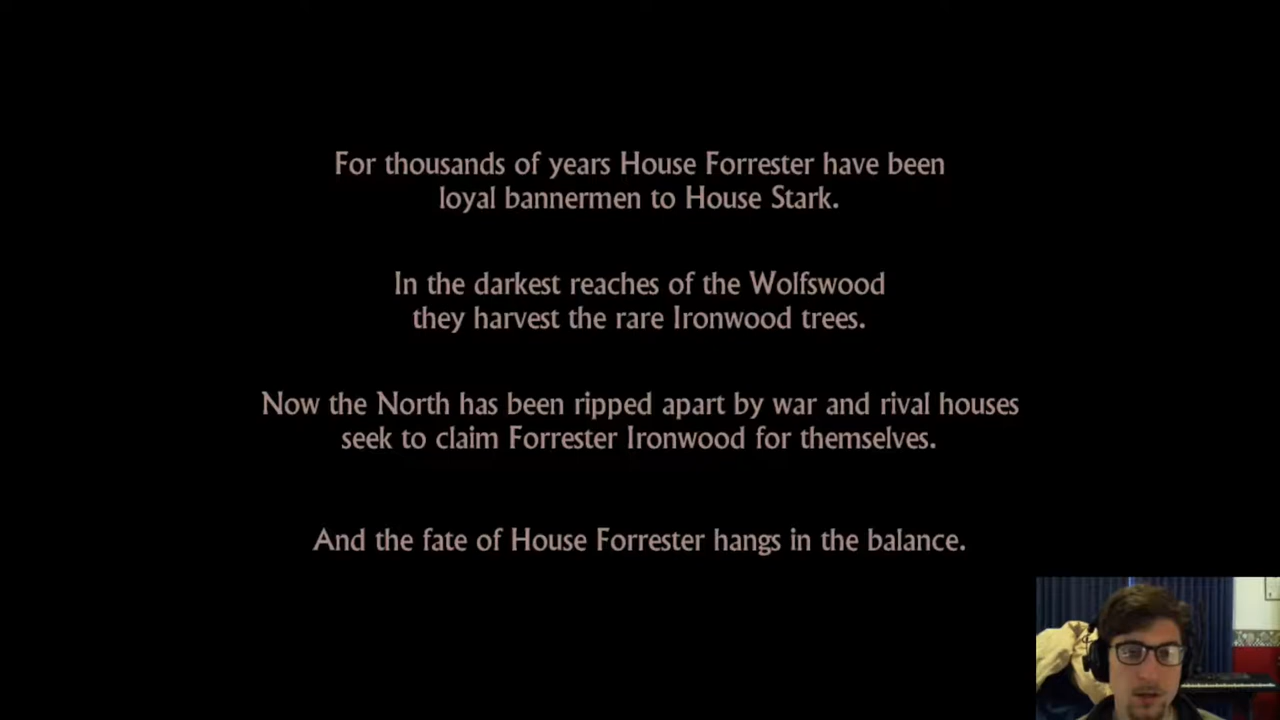 For thousands of years House Forrester have been
loyal bannermen to House Stark.
In the darkest reaches of the Wolfswood
they harvest the rare Ironwood trees.
Now the North has been ripped apart by war and rival houses
seek to claim Forrester Ironwood for themselves.
And the fate of House Forrester hangs in the balance.